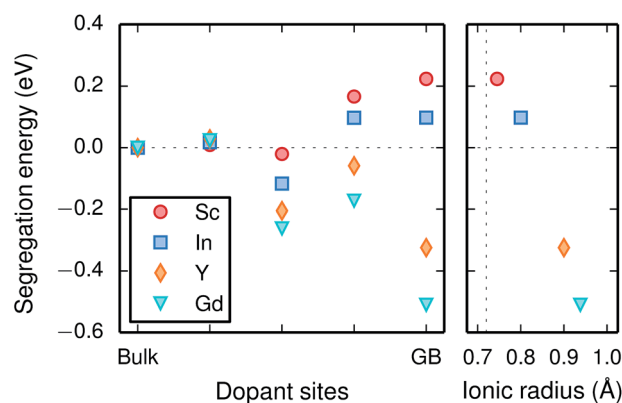 Segregation energy (eV)
0.4
0.2
0.0
−0.2
−0.4
−0.6
Sc
In
Y
Gd
Bulk
GB
0.7 0.8 0.9 1.0
Dopant sites
Ionic radius (Å)